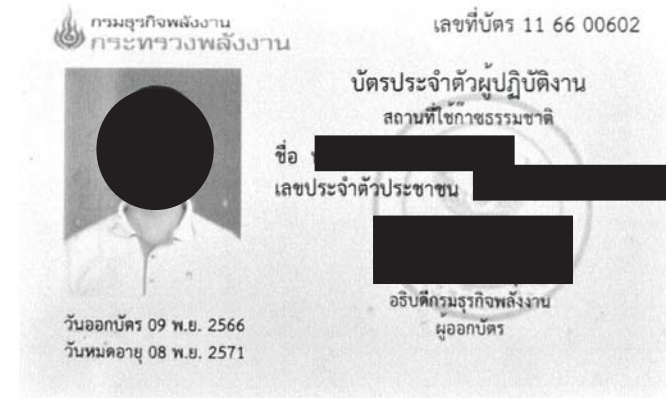 กรมธุรกิจพลังงาน
กระทรวงพลังงาน
เลขที่บัตร 11 66 00602
บัตรประจำตัวผู้ปฏิบัติงาน
สถานที่ใช้ก๊าซธรรมชาติ
ชื่อ
เลขประจำตัวประชาชน
อธิบดีกรมธุรกิจพลังงาน
ผู้ออกบัตร
วันออกบัตร 09 พ.ย. 2566
วันหมดอายุ 08 พ.ย. 2571